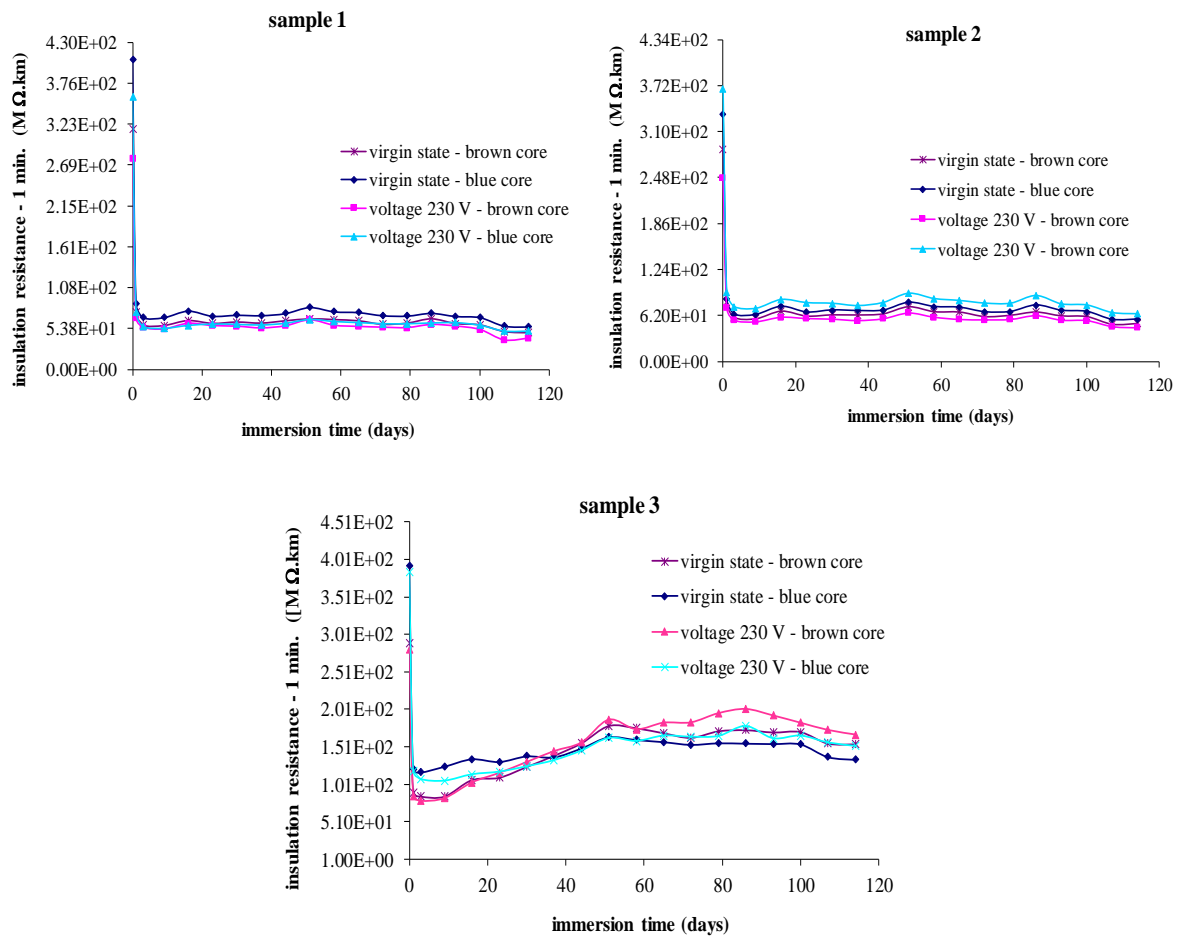 sample 1
insulation resistance - 1 min. (M Ω.km)
4.30E+02
3.76E+02
3.23E+02
2.69E+02
2.15E+02
1.61E+02
1.08E+02
5.38E+01
0.00E+00
0 20 40 60 80 100 120
immersion time (days)
virgin state - brown core
virgin state - blue core
voltage 230 V - brown core
voltage 230 V - blue core
sample 2
insulation resistance - 1 min. (M Ω.km)
4.34E+02
3.72E+02
3.10E+02
2.48E+02
1.86E+02
1.24E+02
6.20E+01
0.00E+00
0 20 40 60 80 100 120
immersion time (days)
virgin state - brown core
virgin state - blue core
voltage 230 V - brown core
voltage 230 V - brown core
sample 3
insulation resistance - 1 min. ([M Ω.km)
4.51E+02
4.01E+02
3.51E+02
3.01E+02
2.51E+02
2.01E+02
1.51E+02
1.01E+02
5.10E+01
1.00E+00
0 20 40 60 80 100 120
immersion time (days)
virgin state - brown core
virgin state - blue core
voltage 230 V - brown core
voltage 230 V - blue core